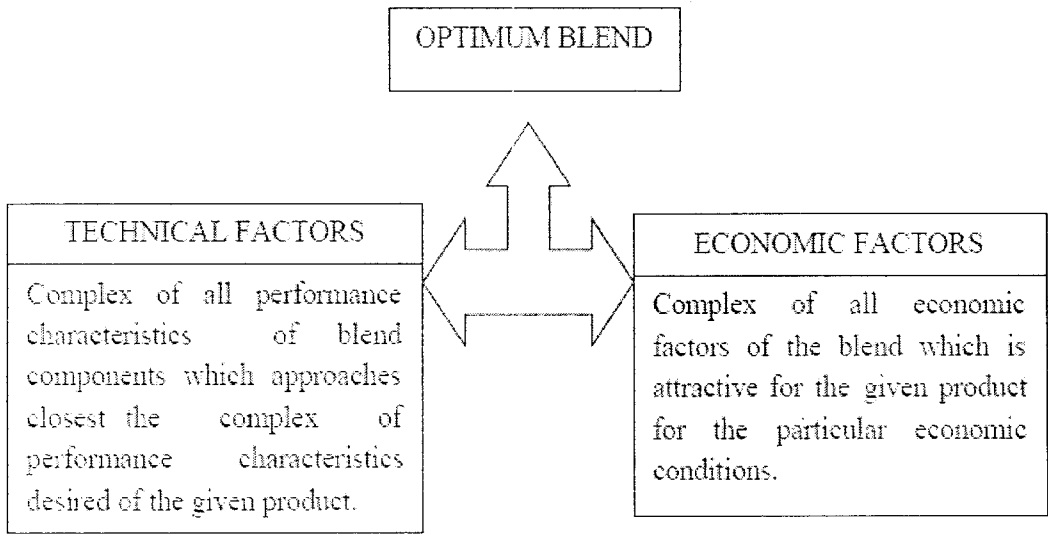 OPTIMUM BLEND
TECHNICAL FACTORS
Complex of all performance
characteristics of blend
components which approaches
closest the complex of
performance characteristics
desired of the given product.
ECONOMIC FACTORS
Complex of all economic
factors of the blend which is
attractive for the given product
for the particular economic
conditions.